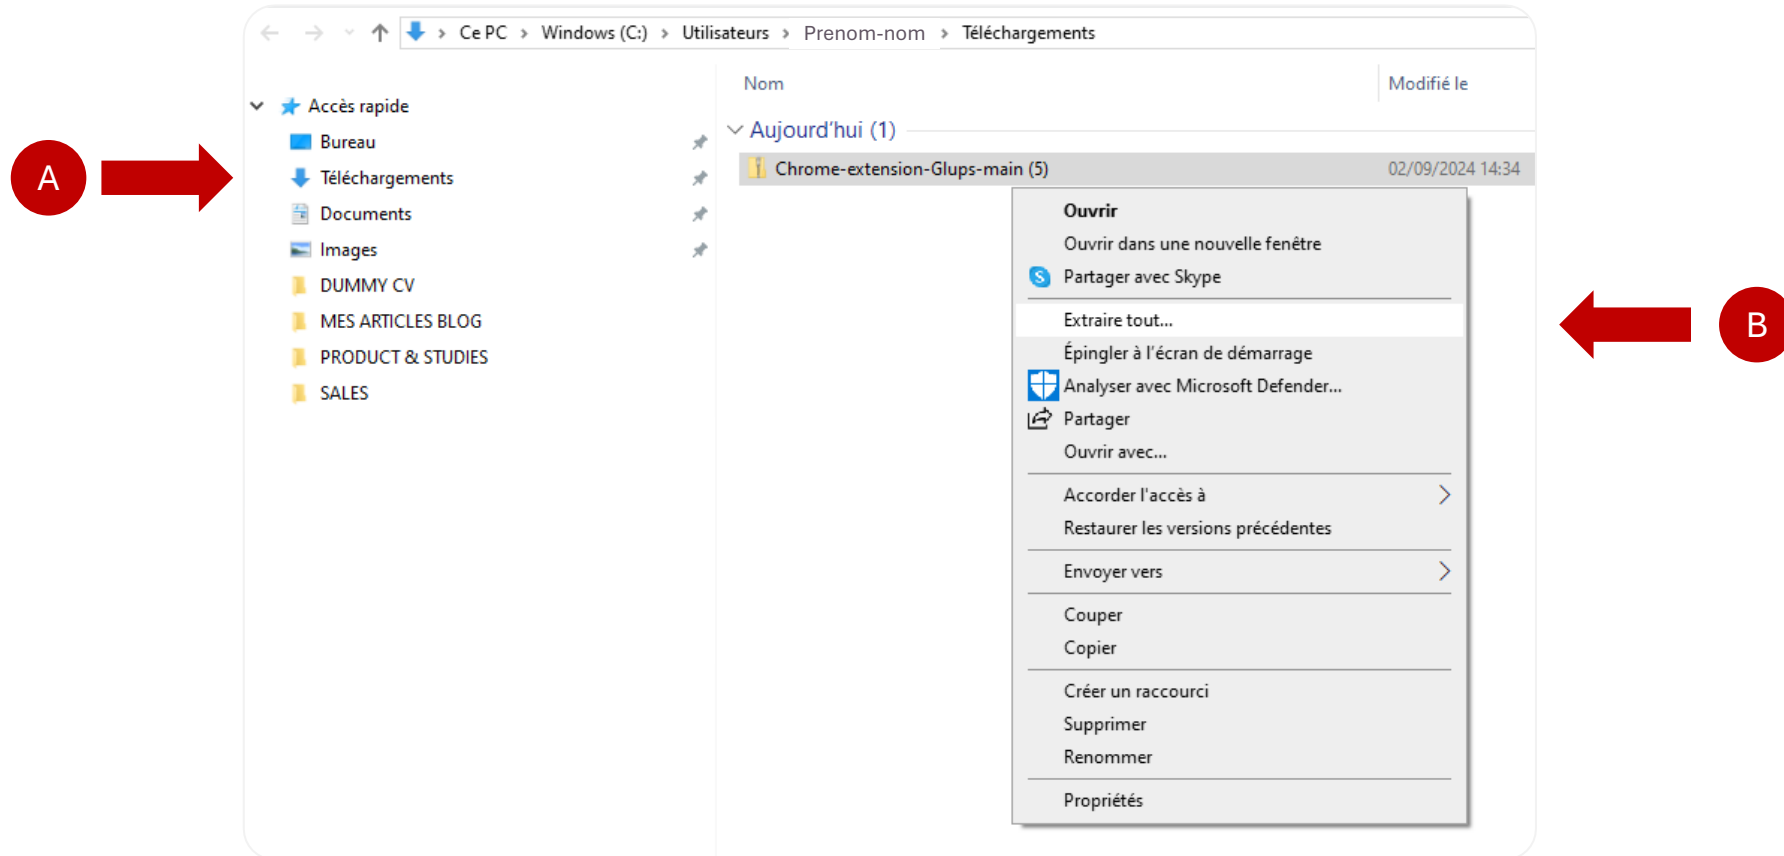 Ce PC > Windows (C:) > Utilisateurs > Prenom-nom > Téléchargements
Nom
Modifié le
Accès rapide
Bureau
Téléchargements
Documents
Images
DUMMY CV
MES ARTICLES BLOG
PRODUCT & STUDIES
SALES
A
Aujourd'hui (1)
Chrome-extension-Glups-main (5)
02/09/2024 14:34
Ouvrir
Ouvrir dans une nouvelle fenêtre
Partager avec Skype
Extraire tout...
Épingler à l'écran de démarrage
Analyser avec Microsoft Defender...
Partager
Ouvrir avec...
Accorder l'accès à
Restaurer les versions précédentes
Envoyer vers
Couper
Copier
Créer un raccourci
Supprimer
Renommer
Propriétés
B